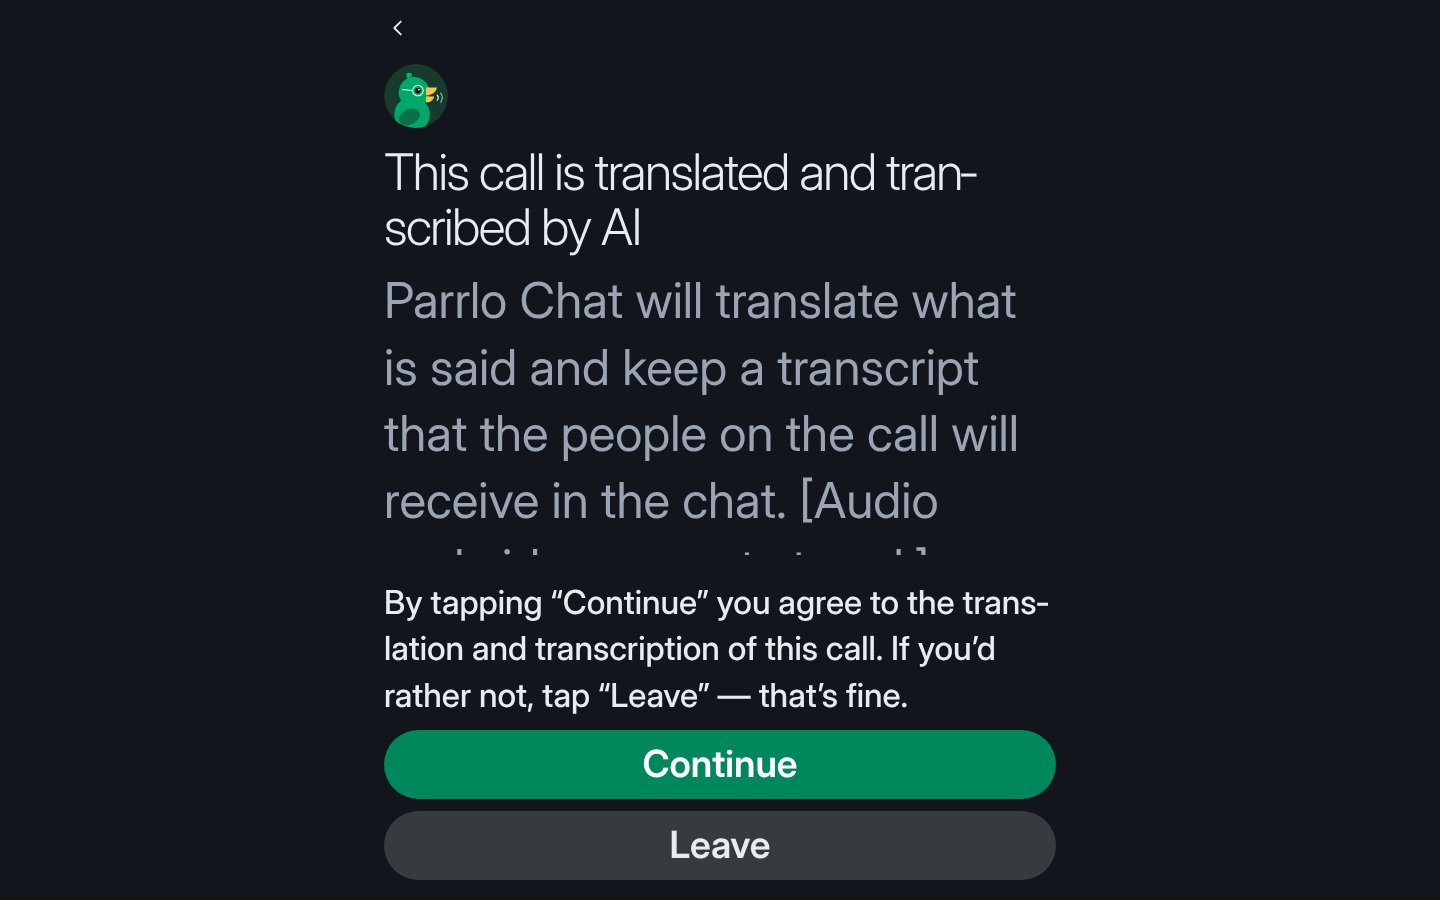 This call is translated and tran-
scribed by AI
Parrlo Chat will translate what
is said and keep a transcript
that the people on the call will
receive in the chat. [Audio
By tapping “Continue” you agree to the trans-
lation and transcription of this call. If you’d
rather not, tap “Leave” — that’s fine.
Continue
Leave